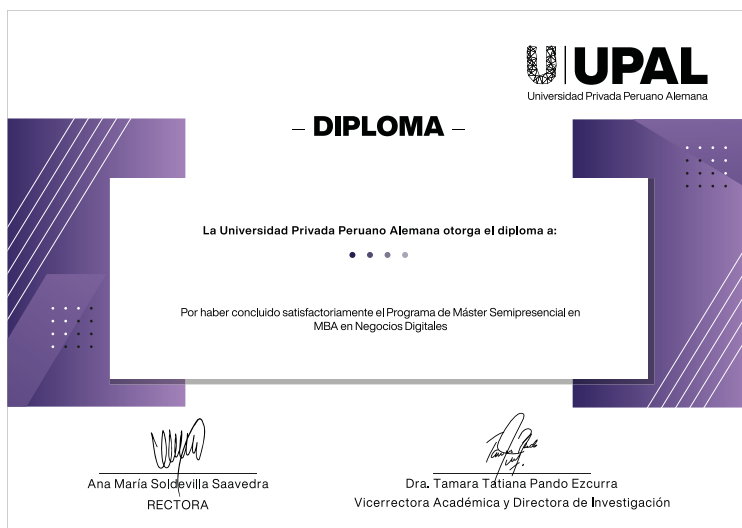 UPAL
Universidad Privada Peruano Alemana
– DIPLOMA –
La Universidad Privada Peruano Alemana otorga el diploma a:
Por haber concluido satisfactoriamente el Programa de Máster Semipresencial en
MBA en Negocios Digitales
Ana María Soldevilla Saavedra
RECTORA
Dra. Tamara Tatiana Pando Ezcurra
Vicerrectora Académica y Directora de Investigación